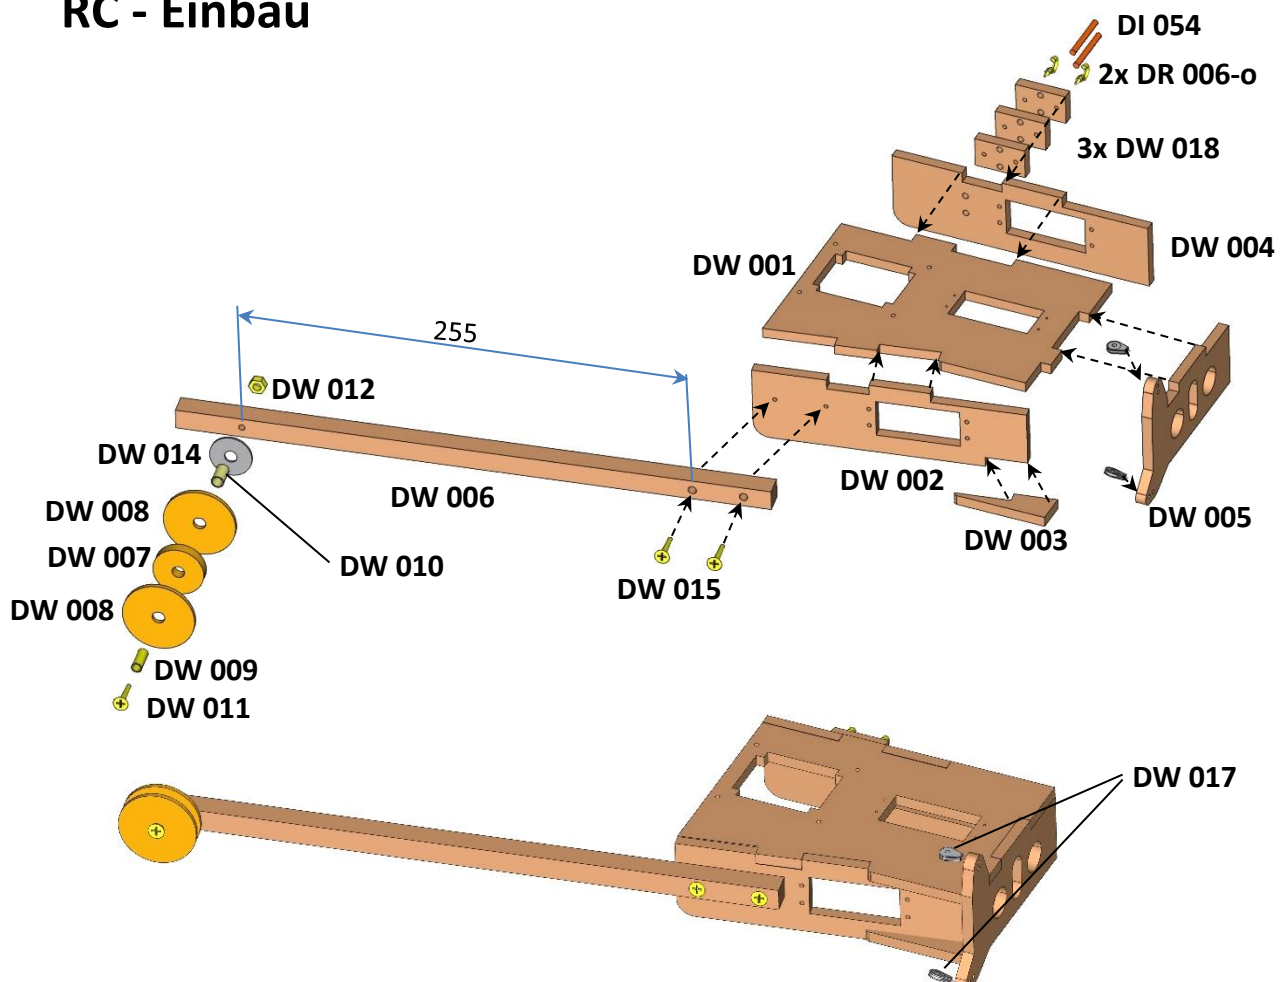 RC - Einbau
DI 054
2x DR 006-o
3x DW 018
DW 004
DW 001
255
DW 012
DW 014
DW 006
DW 002
DW 005
DW 008
DW 003
DW 007
DW 010
DW 015
DW 008
DW 009
DW 011
DW 017